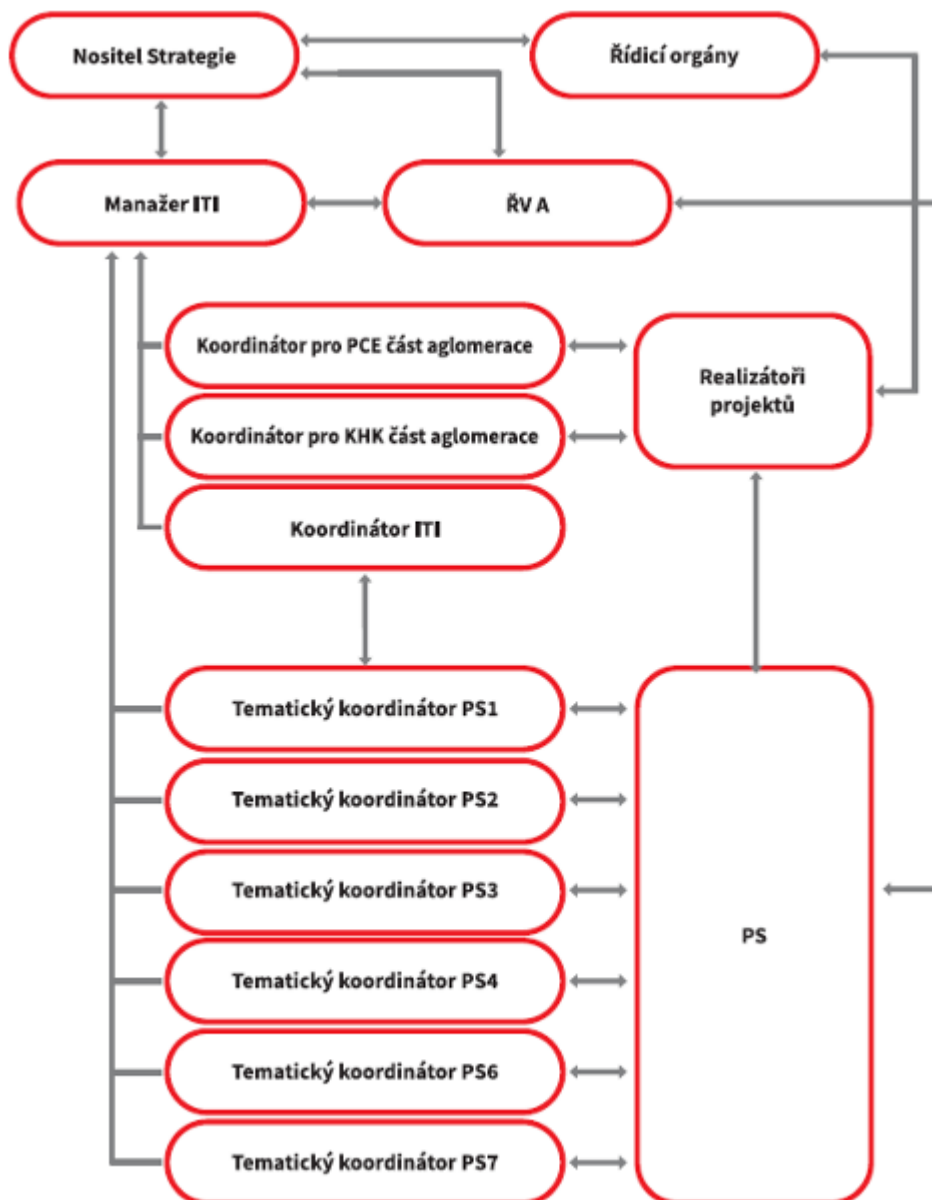 Nositel Strategie
Řídicí orgány
Manažer ITI
ŘV A
Koordinátor pro PCE část aglomerace
Realizátoři
projektů
Koordinátor pro KHK část aglomerace
Koordinátor ITI
Tematický koordinátor PS1
Tematický koordinátor PS2
Tematický koordinátor PS3
PS
Tematický koordinátor PS4
Tematický koordinátor PS6
Tematický koordinátor PS7